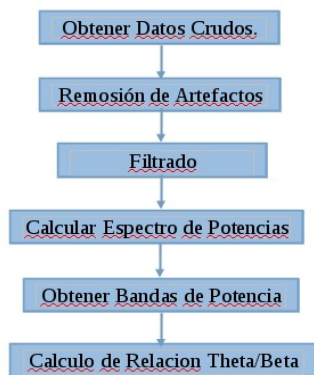 Obtener Datos Crudos.
Remosión de Artefactos
Filtrado
Calcular Espectro de Potencias
Obtener Bandas de Potencia
Calculo de Relacion Theta/Beta